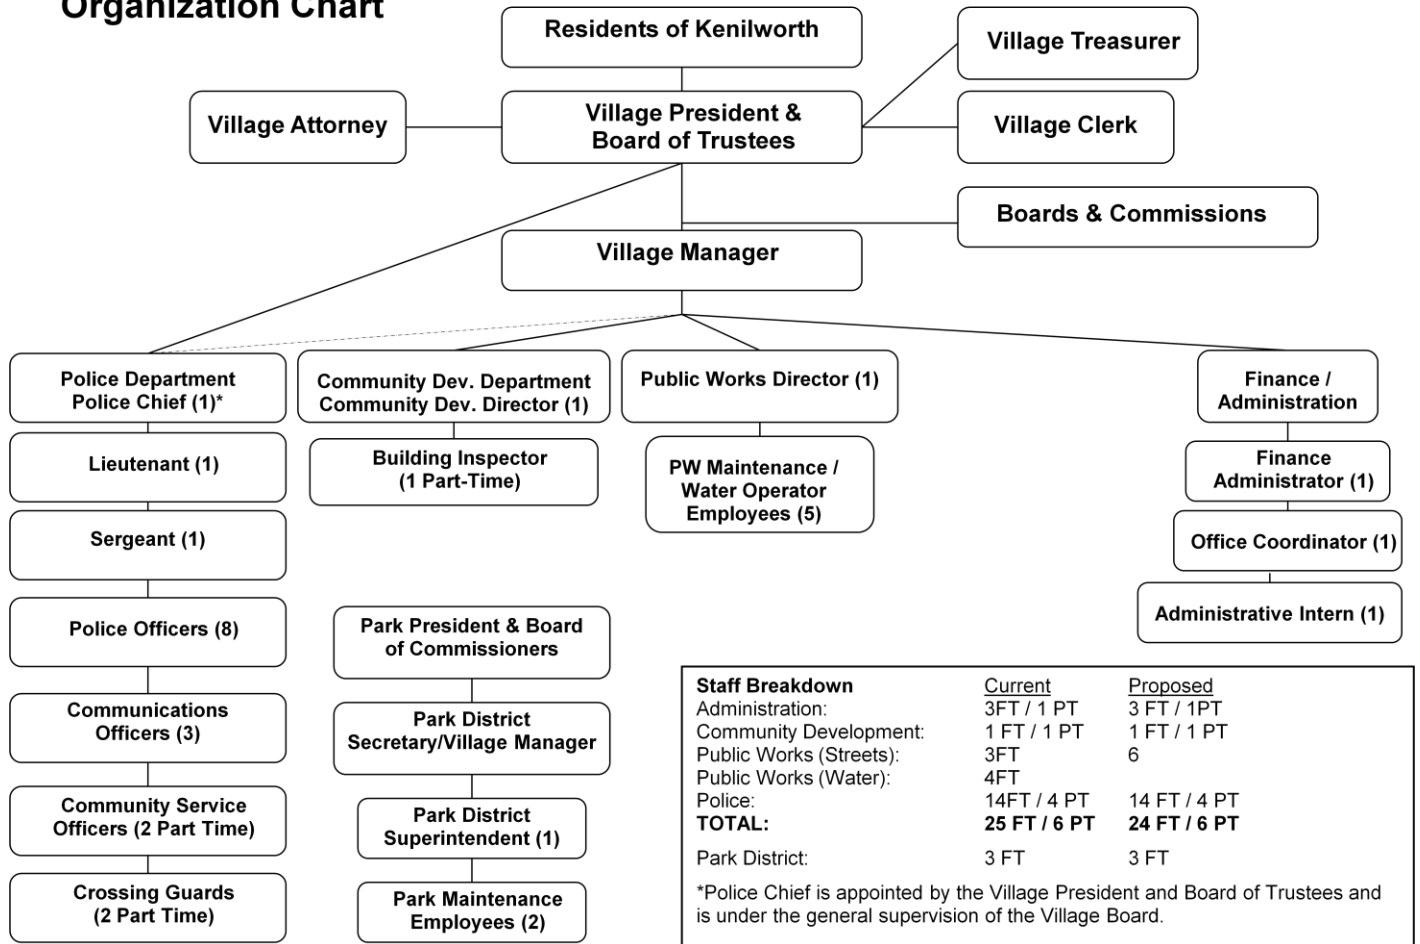 Organization Chart
Residents of Kenilworth
Village Treasurer
Village Attorney
Village President &
Board of Trustees
Village Clerk
Boards & Commissions
Village Manager
Police Department
Police Chief (1)*
Community Dev. Department
Community Dev. Director (1)
Public Works Director (1)
Finance /
Administration
Lieutenant (1)
Building Inspector
(1 Part-Time)
PW Maintenance /
Water Operator
Employees (5)
Finance
Administrator (1)
Sergeant (1)
Office Coordinator (1)
Police Officers (8)
Administrative Intern (1)
Communications
Officers (3)
Community Service
Officers (2 Part Time)
Crossing Guards
(2 Part Time)
Park President & Board
of Commissioners
Park District
Secretary/Village Manager
Park District
Superintendent (1)
Park Maintenance
Employees (2)
Staff Breakdown Current Proposed
Administration: 3FT / 1 PT 3 FT / 1PT
Community Development: 1 FT / 1 PT 1 FT / 1 PT
Public Works (Streets): 3FT 6
Public Works (Water): 4FT
Police: 14FT / 4 PT 14 FT / 4 PT
TOTAL: 25 FT / 6 PT 24 FT / 6 PT
Park District: 3 FT 3 FT
*Police Chief is appointed by the Village President and Board of Trustees and
is under the general supervision of the Village Board.